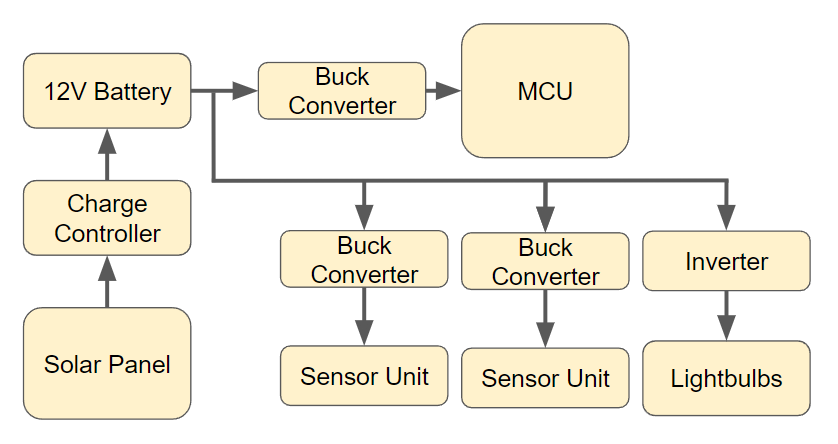 12V Battery
Buck
Converter
MCU
Charge
Controller
Buck
Converter
Buck
Converter
Inverter
Solar Panel
Sensor Unit
Sensor Unit
Lightbulbs